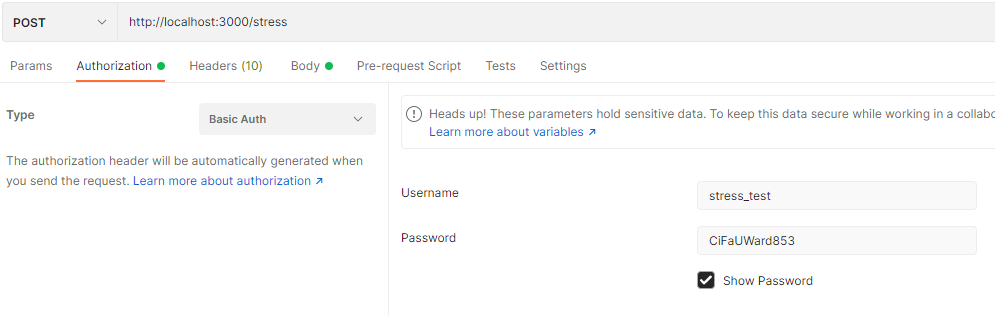 POST http://localhost:3000/stress
Params Authorization Headers (10) Body Pre-request Script Tests Settings
Type Basic Auth
The authorization header will be automatically generated when
you send the request. Learn more about authorization ↗
Heads up! These parameters hold sensitive data. To keep this data secure while working in a collabo
Learn more about variables ↗
Username stress_test
Password CiFaUWard853
Show Password